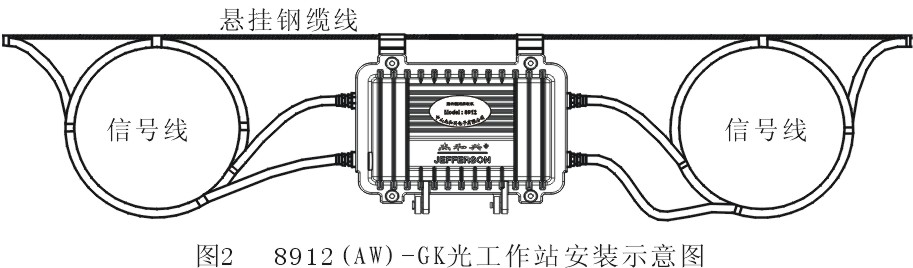 悬挂钢缆线
信号线
Model：8912
JEFFERSON
信号线
图2 8912(AW)-GK光工作站安装示意图